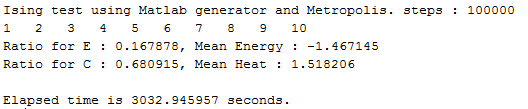 Ising test using Matlab generator and Metropolis. steps : 100000
1 2 3 4 5 6 7 8 9 10
Ratio for E : 0.167878, Mean Energy : -1.467145
Ratio for C : 0.680915, Mean Heat : 1.518206
Elapsed time is 3032.945957 seconds.